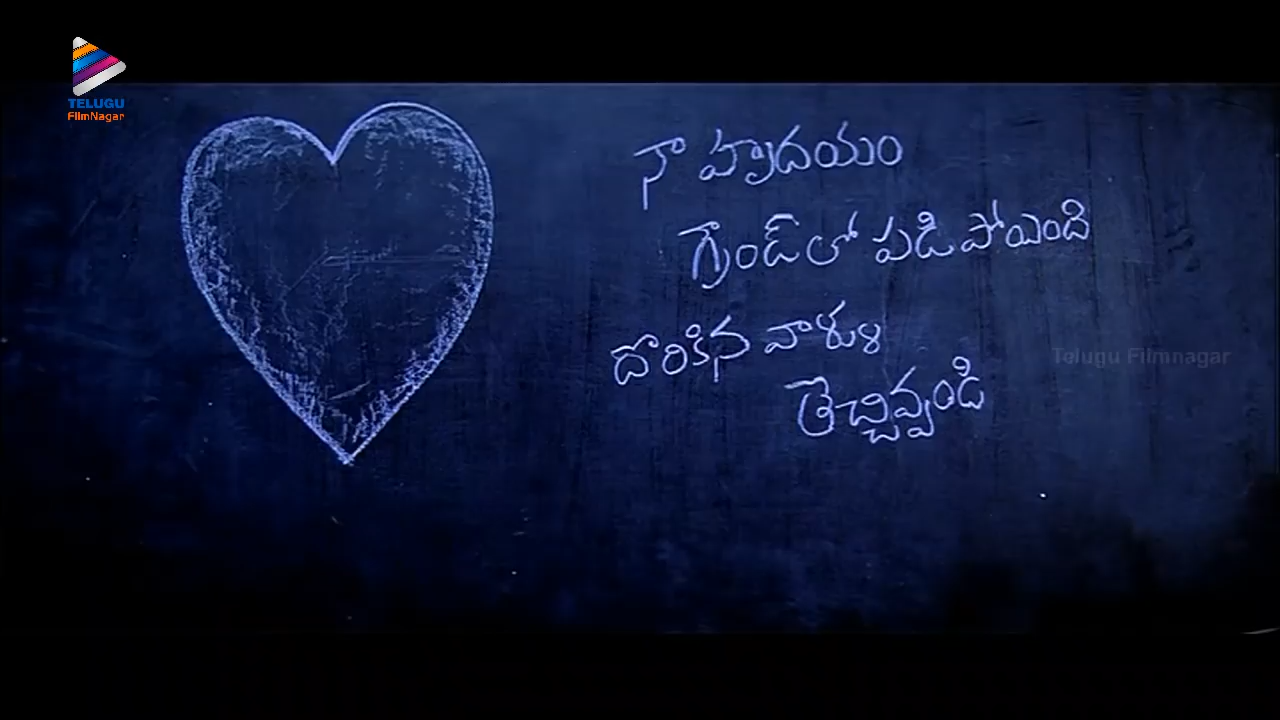 TELUGU
FilmNagar
నా హృదయం
గ్రౌండ్‌లో పడి పోయింది
దొరికిన వాళుళ
తెచ్చివ్వండి
Telugu Filmnagar